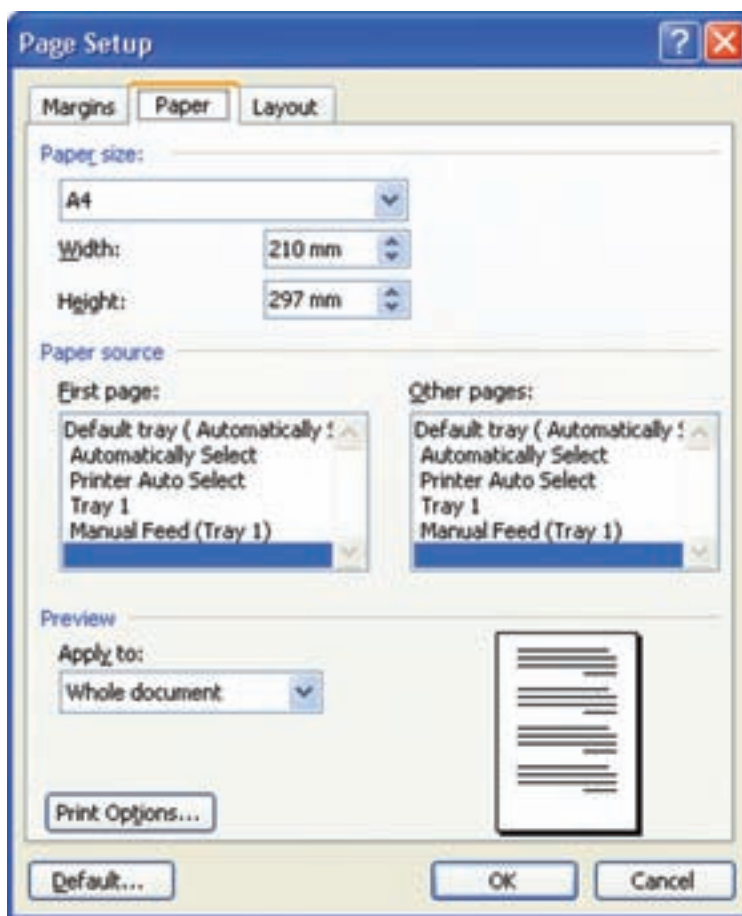 Page Setup
Margins Paper Layout
Paper size:
A4
Width: 210 mm
Height: 297 mm
Paper source
First page: Other pages:
Default tray ( Automatically Default tray ( Automatically
Automatically Select Automatically Select
Printer Auto Select Printer Auto Select
Tray 1 Tray 1
Manual Feed (Tray 1) Manual Feed (Tray 1)
Preview
Apply to:
Whole document
Print Options...
Default... OK Cancel